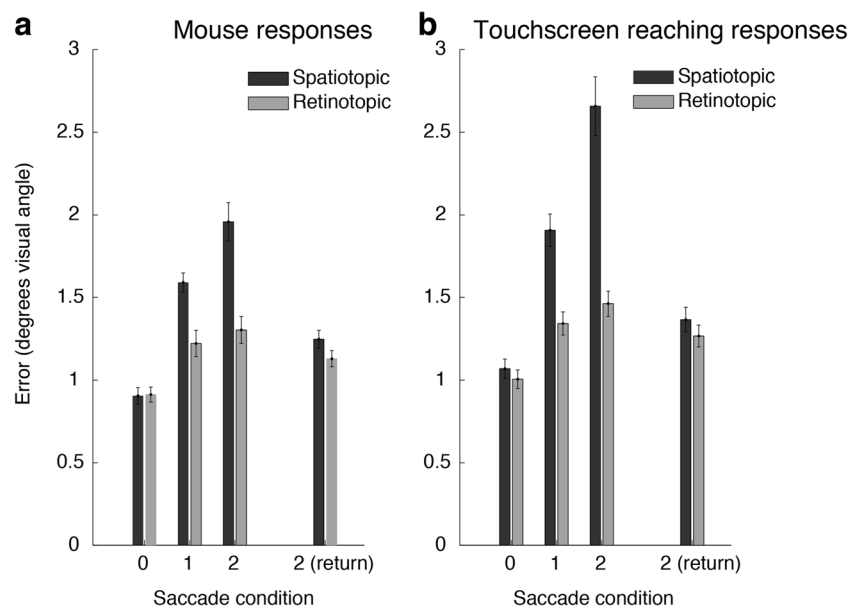 a Mouse responses
3
2.5
2
1.5
1
0.5
0
Error (degrees visual angle)
Spatiotopic
Retinotopic
0 1 2 2 (return)
Saccade condition
b Touchscreen reaching responses
3
2.5
2
1.5
1
0.5
0
Spatiotopic
Retinotopic
0 1 2 2 (return)
Saccade condition